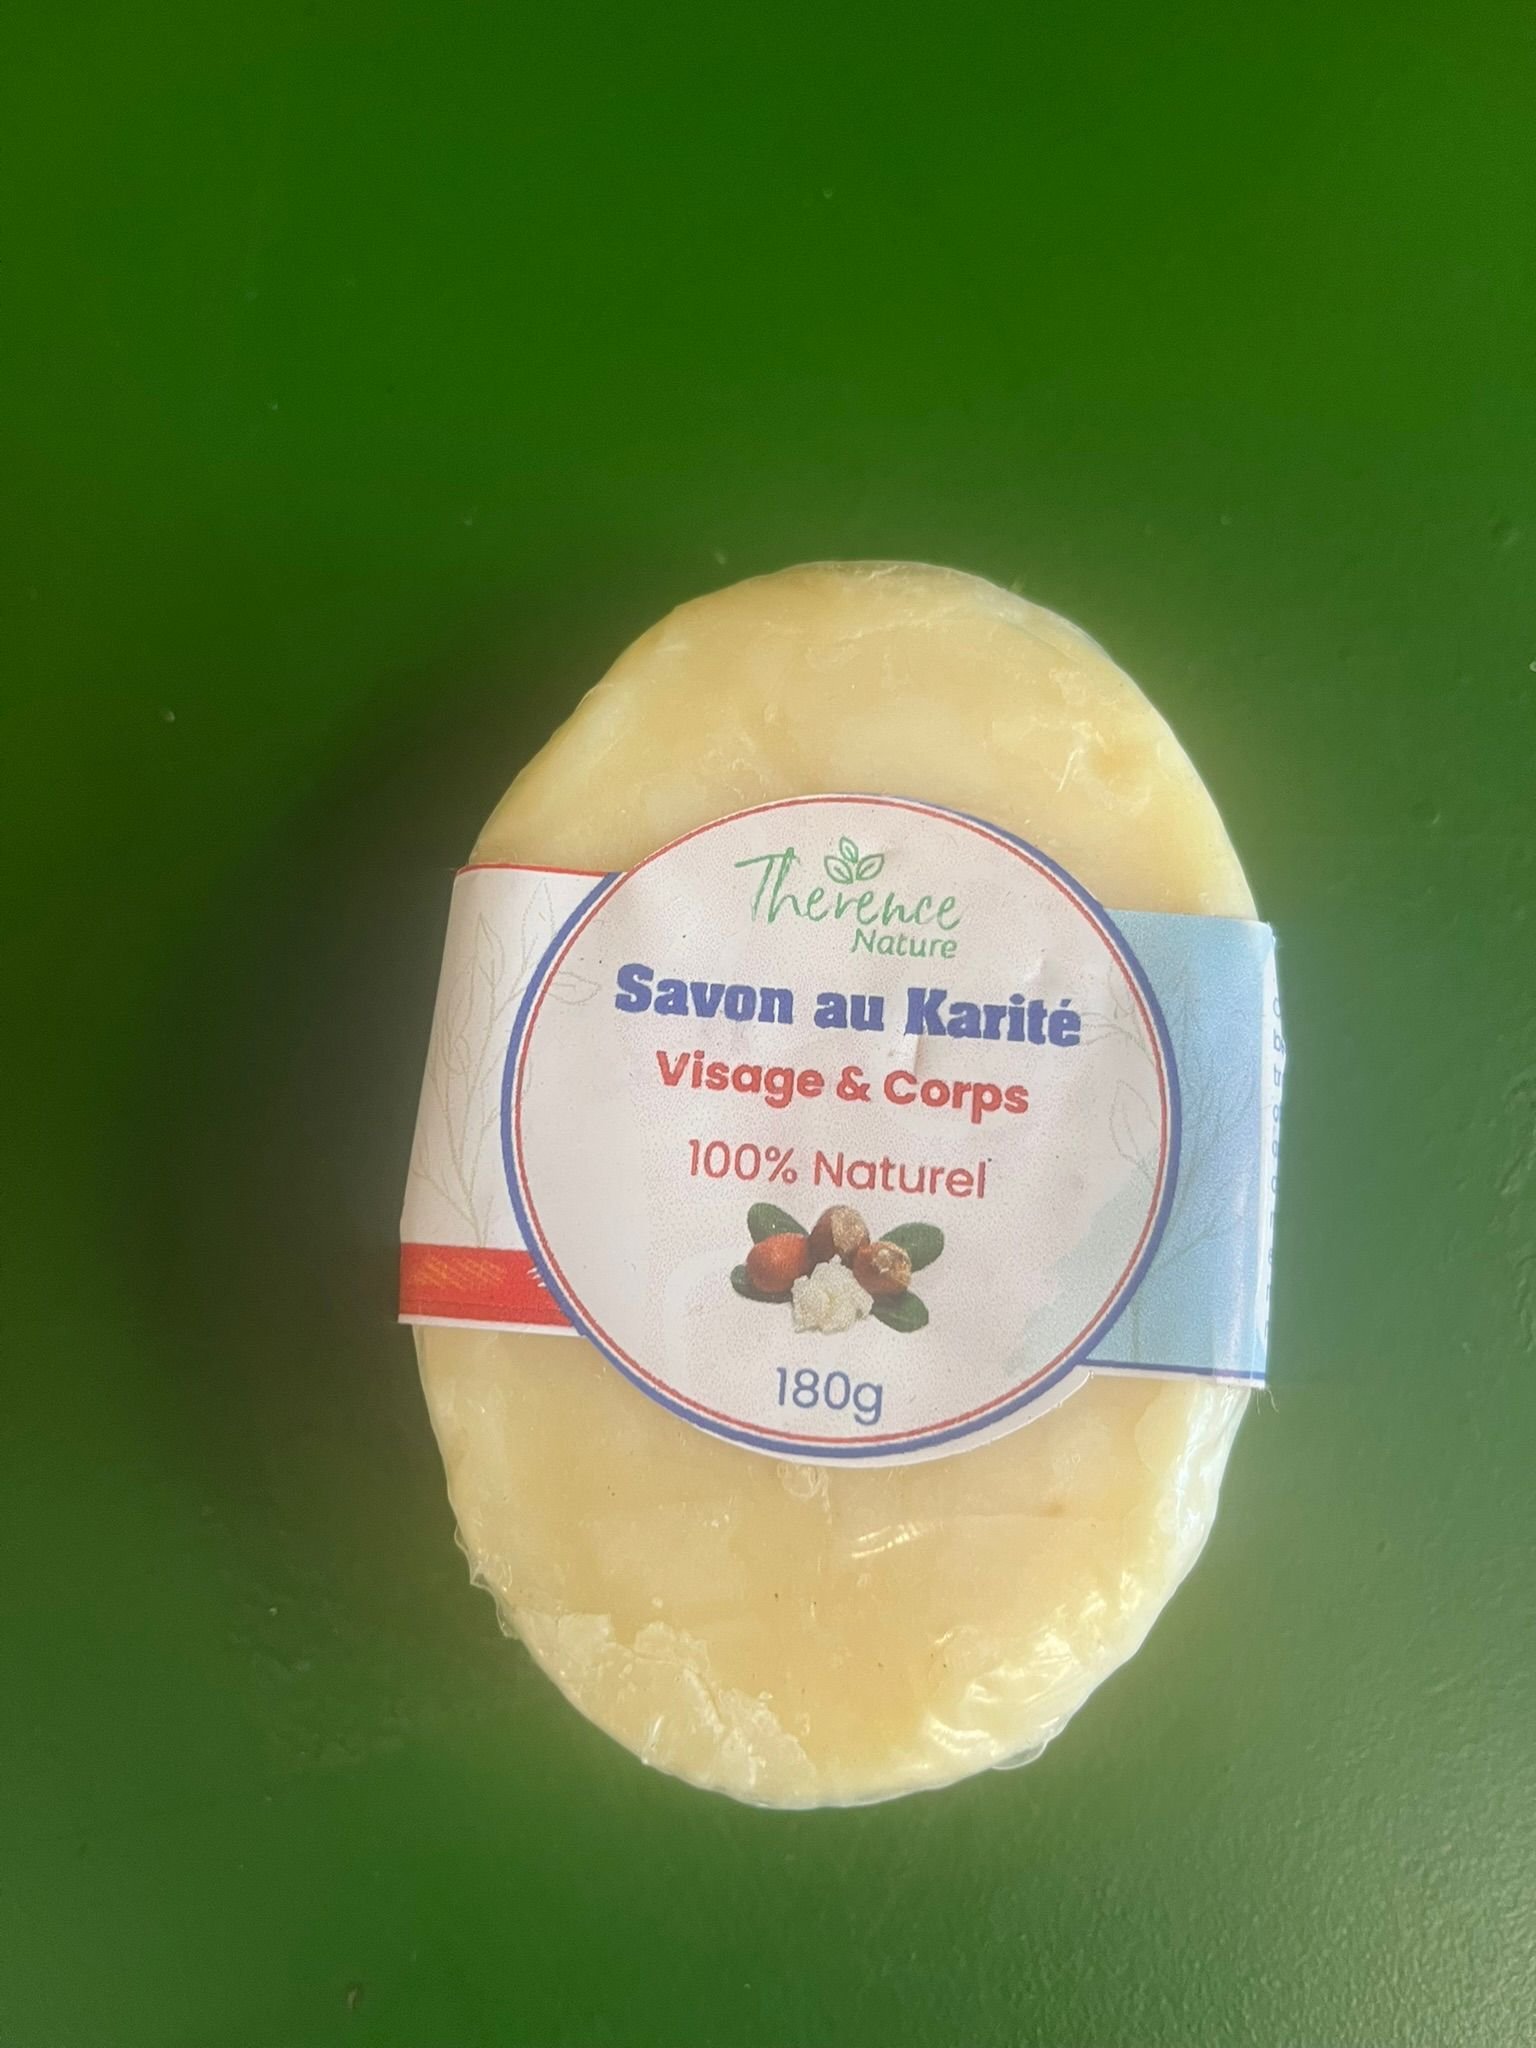 Therence
Nature
Savon au Karité
Visage & Corps
100% Naturel
180g